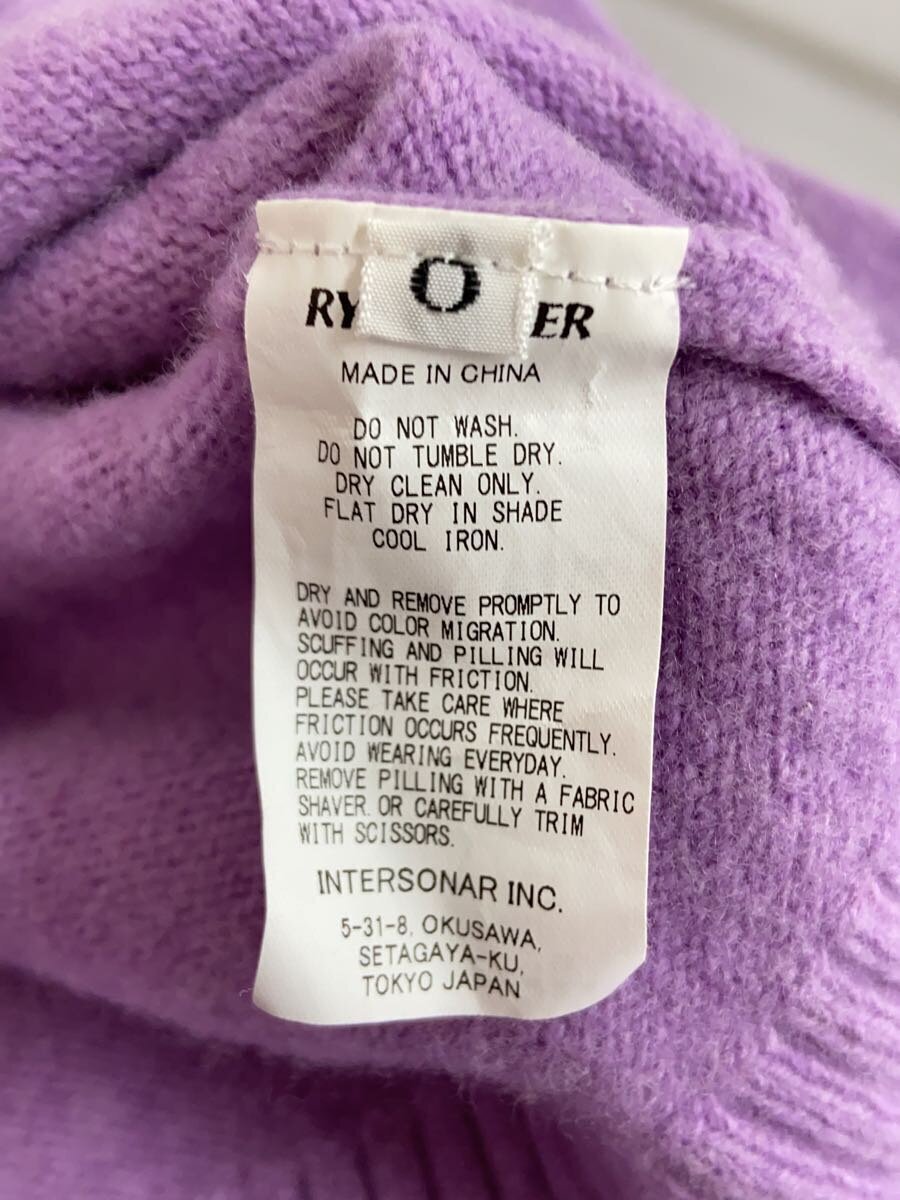 O
RY ER
MADE IN CHINA
DO NOT WASH.
DO NOT TUMBLE DRY.
DRY CLEAN ONLY.
FLAT DRY IN SHADE
COOL IRON.
DRY AND REMOVE PROMPTLY TO
AVOID COLOR MIGRATION.
SCUFFING AND PILLING WILL
OCCUR WITH FRICTION.
PLEASE TAKE CARE WHERE
FRICTION OCCURS FREQUENTLY.
AVOID WEARING EVERYDAY.
REMOVE PILLING WITH A FABRIC
SHAVER. OR CAREFULLY TRIM
WITH SCISSORS.
INTERSONAR INC.
5-31-8, OKUSAWA,
SETAGAYA-KU,
TOKYO JAPAN